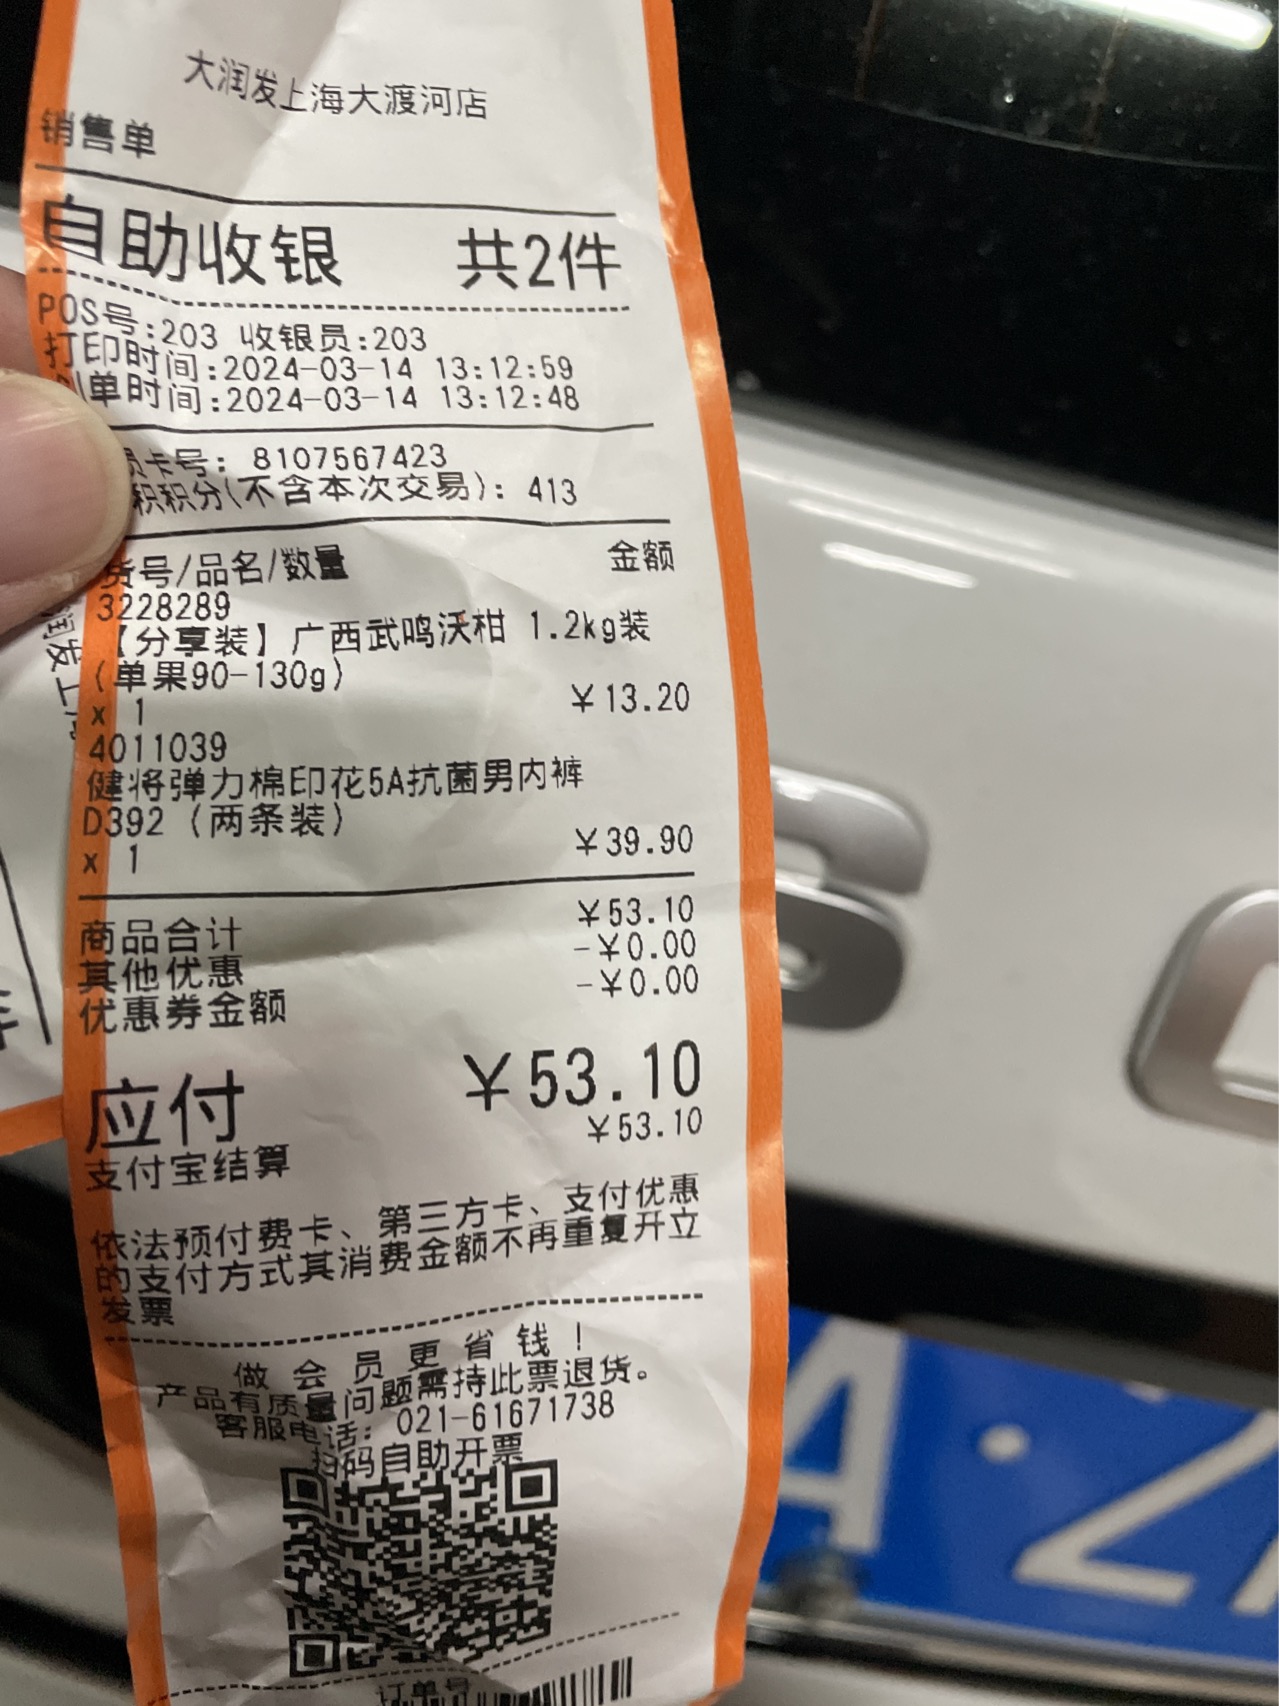 大润发上海大渡河店
销售单
自助收银 共2件
POS号:203 收银员:203
打印时间:2024-03-14 13:12:59
单时间:2024-03-14 13:12:48
员卡号: 8107567423
积积分(不含本次交易): 413
货号/品名/数量 金额
3228289
【分享装】广西武鸣沃柑 1.2kg装
(单果90-130g)
x 1 ¥13.20
4011039
健将弹力棉印花5A抗菌男内裤
D392 (两条装)
x 1 ¥39.90
商品合计 ¥53.10
其他优惠 -¥0.00
优惠券金额 -¥0.00
应付 ¥53.10
支付宝结算 ¥53.10
依法预付费卡、第三方卡、支付优惠
的支付方式其消费金额不再重复开立
发票
做会员更省钱!
产品有质量问题需持此票退货。
客服电话: 021-61671738
扫码自助开票
订单号
润发上
A·Z